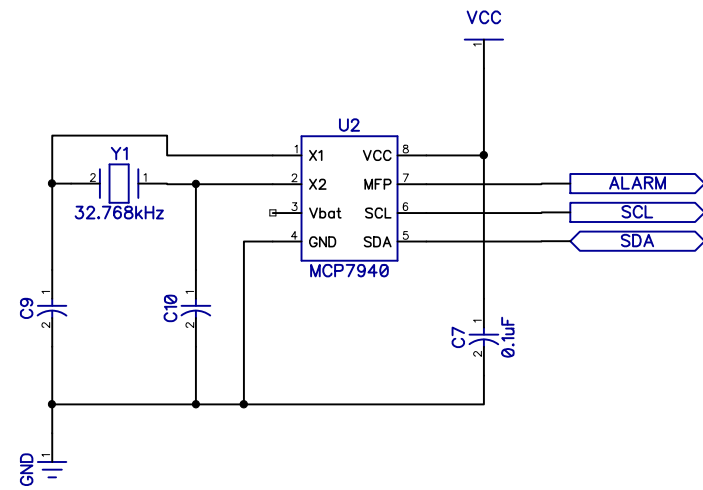 VCC
1
U2
Y1
1 X1 VCC 8
2 1 2 X2 MFP 7 ALARM
32.768kHz 3 Vbat SCL 6 SCL
4 GND SDA 5 SDA
MCP7940
C9 1 2
C10 1 2
C7 1 2 0.1uF
GND 1